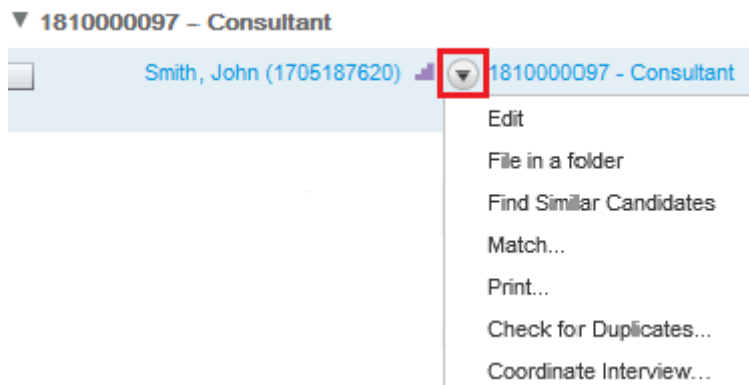 1810000097 – Consultant
Smith, John (1705187620) 1810000097 - Consultant
Edit
File in a folder
Find Similar Candidates
Match...
Print...
Check for Duplicates...
Coordinate Interview...